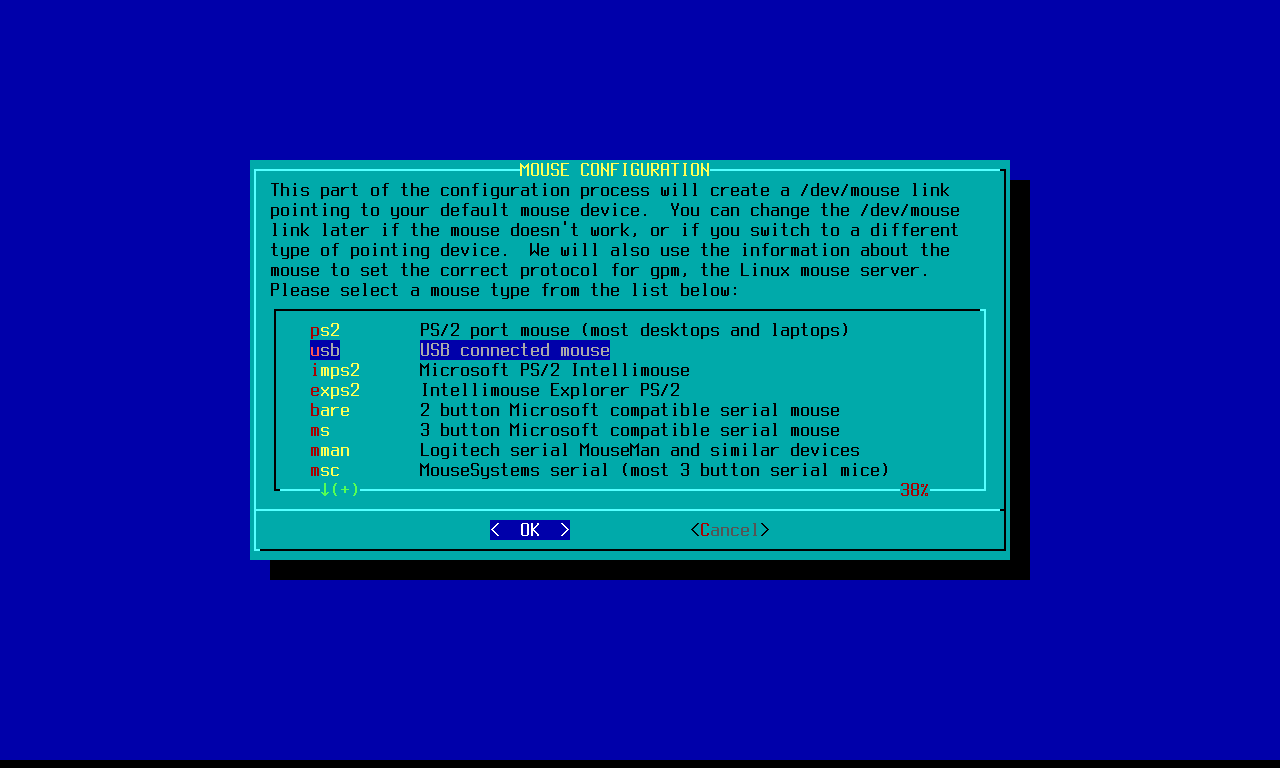 MOUSE CONFIGURATION
This part of the configuration process will create a /dev/mouse link
pointing to your default mouse device.  You can change the /dev/mouse
link later if the mouse doesn't work, or if you switch to a different
type of pointing device.  We will also use the information about the
mouse to set the correct protocol for gpm, the Linux mouse server.
Please select a mouse type from the list below:
ps2 PS/2 port mouse (most desktops and laptops)
usb USB connected mouse
imps2 Microsoft PS/2 Intellimouse
exps2 Intellimouse Explorer PS/2
bare 2 button Microsoft compatible serial mouse
ms 3 button Microsoft compatible serial mouse
mman Logitech serial MouseMan and similar devices
msc MouseSystems serial (most 3 button serial mice)
↓(+) 38%
<  OK  > <Cancel>